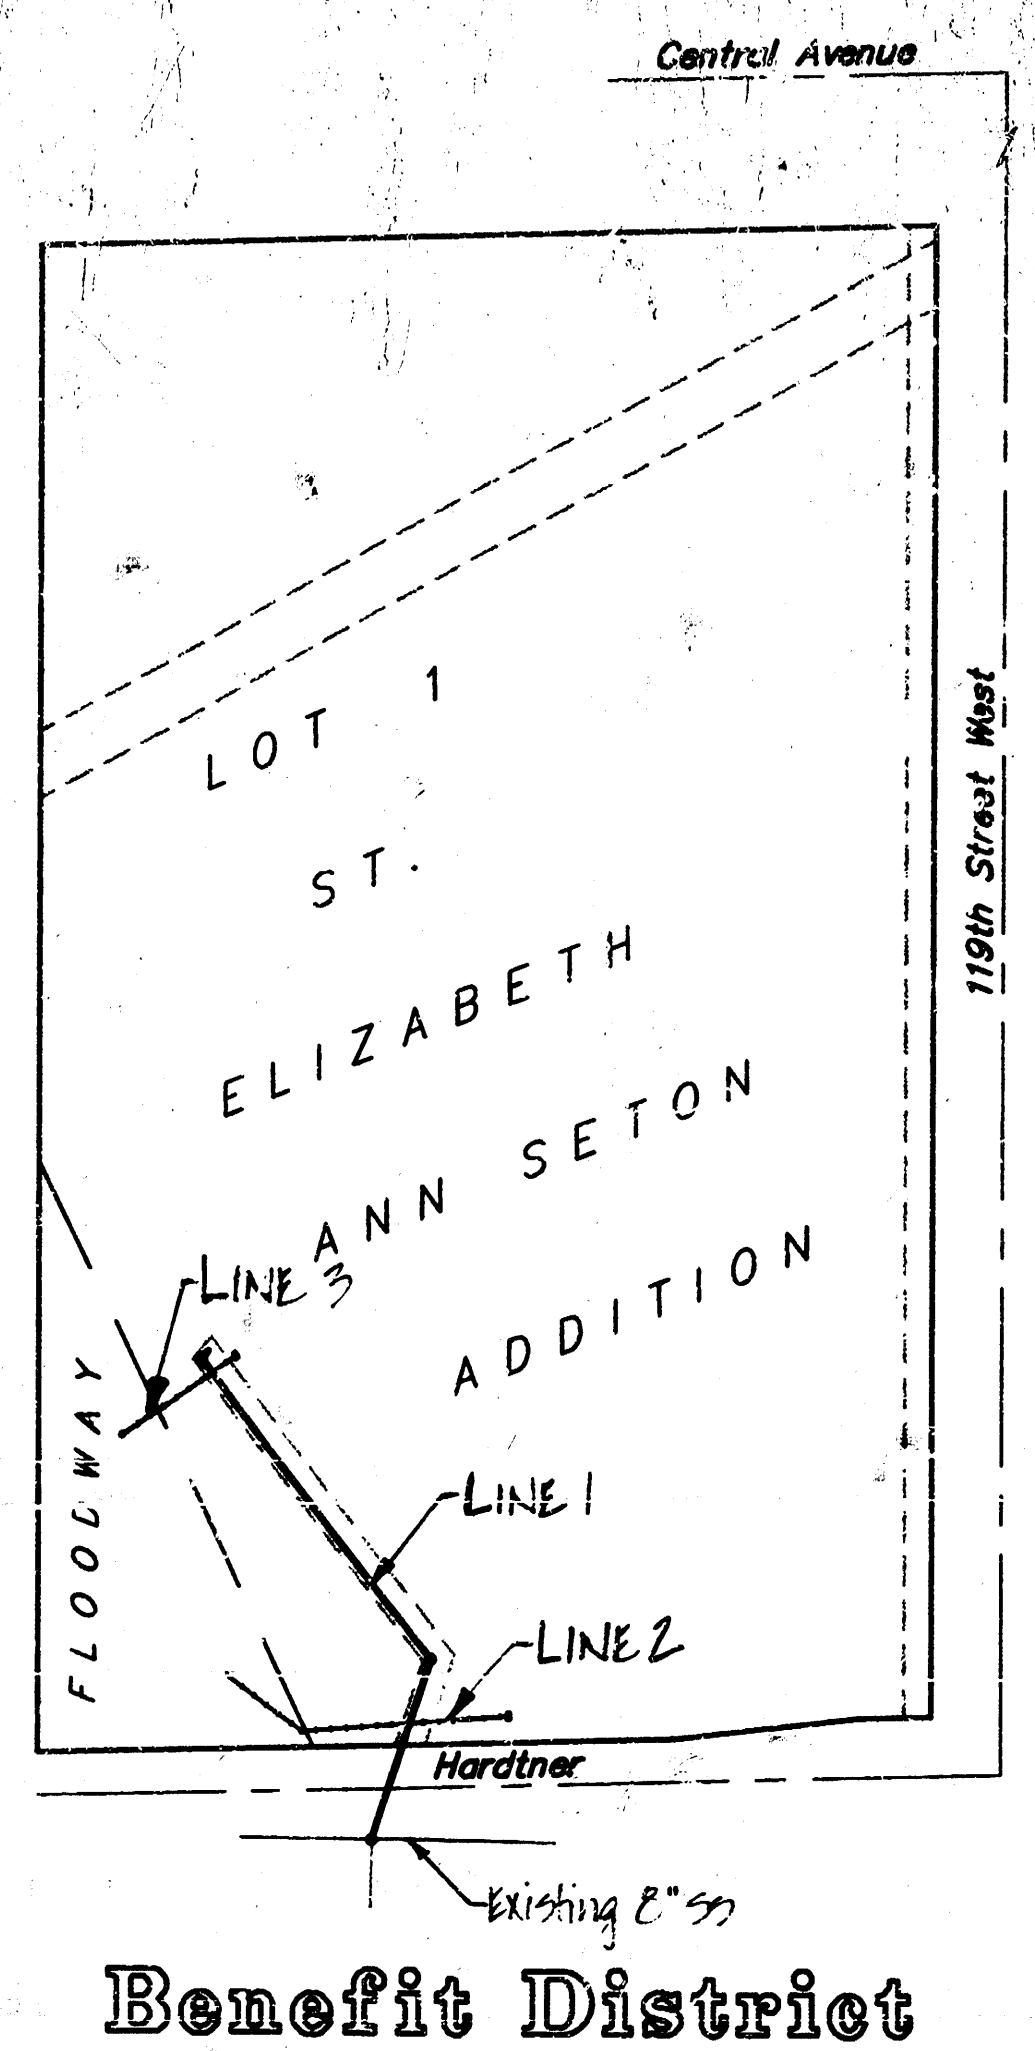 Central Avenue
LOT 1
ST.
ELIZABETH
ANN SETON
ADDITION
119th Street West
LINE 3
FLOODWAY
LINE 1
LINE 2
Hardtner
Existing 8" SS
Benefit District